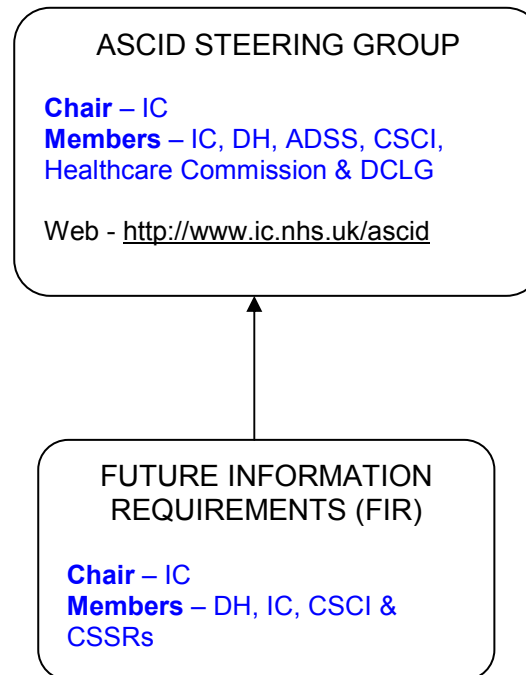 ASCID STEERING GROUP
Chair – IC
Members – IC, DH, ADSS, CSCI,
Healthcare Commission & DCLG
Web - http://www.ic.nhs.uk/ascid
FUTURE INFORMATION
REQUIREMENTS (FIR)
Chair – IC
Members – DH, IC, CSCI &
CSSRs